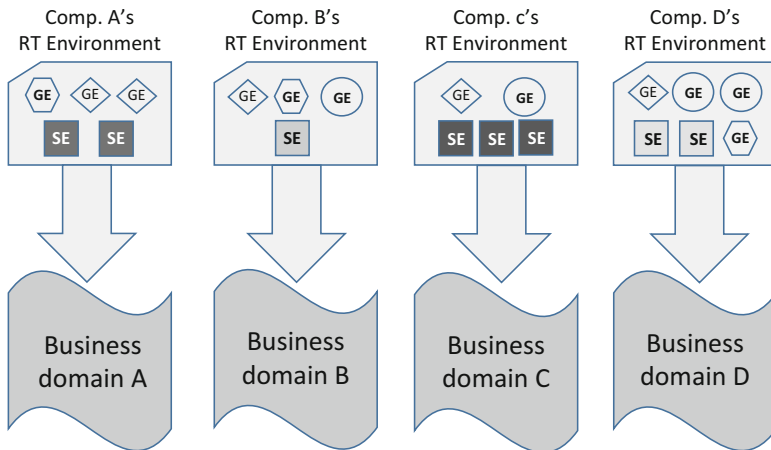 Comp. A's
RT Environment
GE GE GE
SE SE
Business
domain A
Comp. B's
RT Environment
GE GE GE
SE
Business
domain B
Comp. c's
RT Environment
GE GE
SE SE SE
Business
domain C
Comp. D's
RT Environment
GE GE GE
SE SE GE
Business
domain D